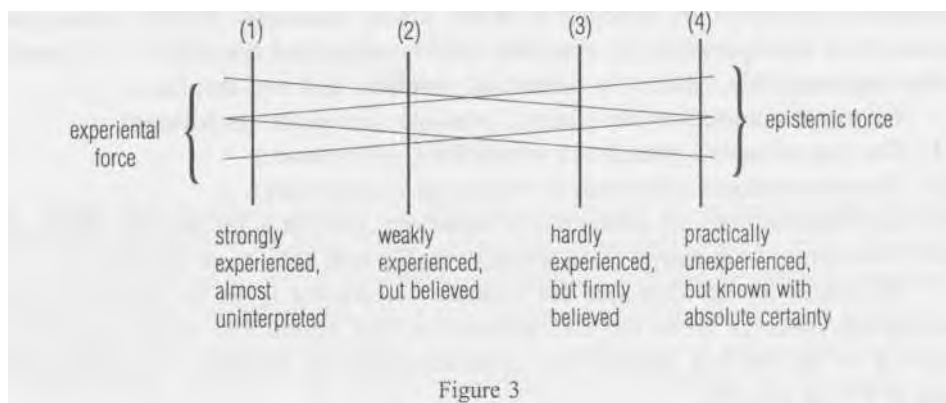 (1) (2) (3) (4)
experiental
force
epistemic force
strongly
experienced,
almost
uninterpreted
weakly
experienced,
but believed
hardly
experienced,
but firmly
believed
practically
unexperienced,
but known with
absolute certainty
Figure 3